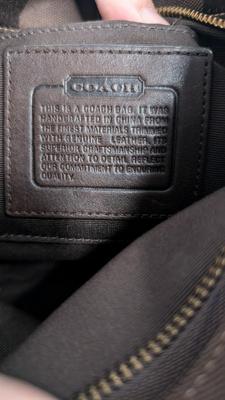 COACH
THIS IS A COACH BAG. IT WAS
HANDCRAFTED IN CHINA FROM
THE FINEST MATERIALS TRIMMED
WITH GENUINE LEATHER. ITS
SUPERIOR CRAFTSMANSHIP AND
ATTENTION TO DETAIL REFLECT
OUR COMMITMENT TO ENDURING
QUALITY.